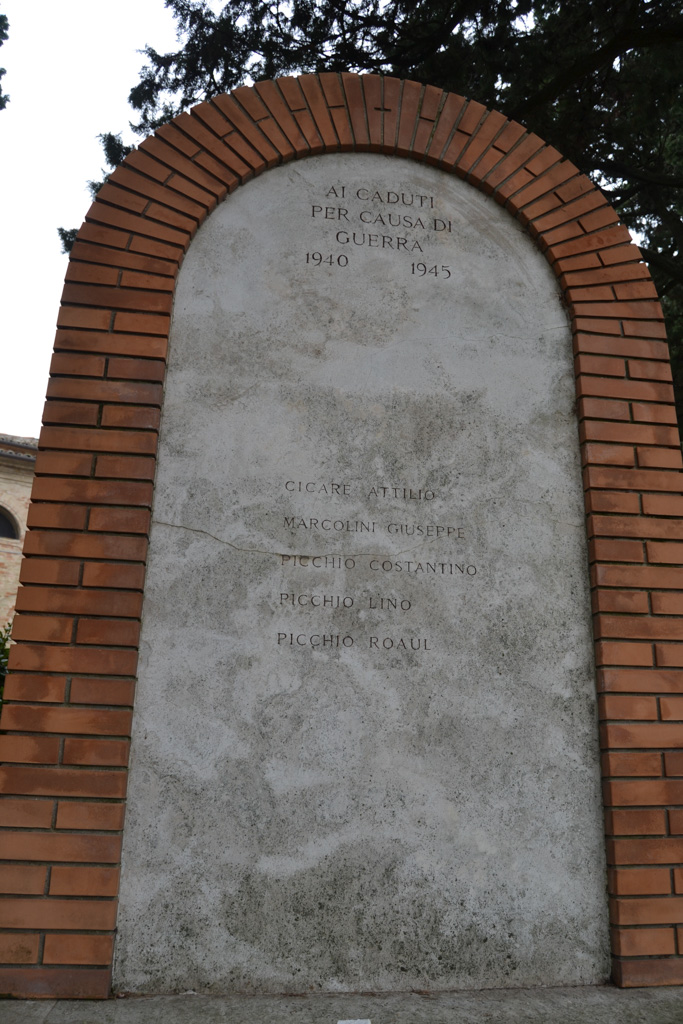 AI CADUTI
PER CAUSA DI
GUERRA
1940 1945
CICARE ATTILIO
MARCOLINI GIUSEPPE
PICCHIO COSTANTINO
PICCHIO LINO
PICCHIO ROAUL